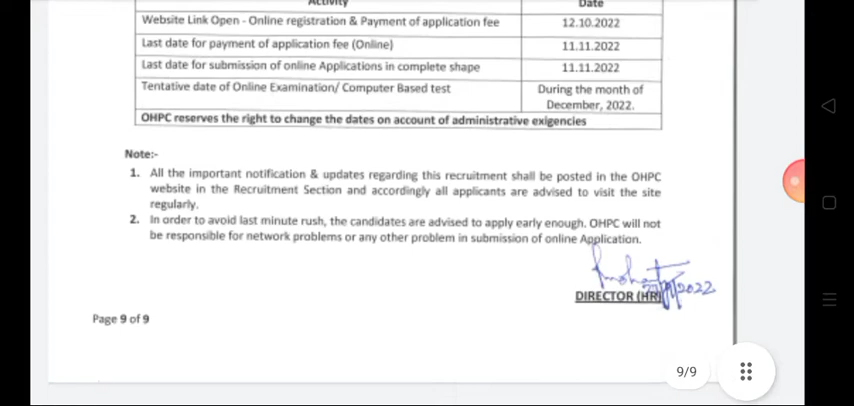 Activity Date
Website Link Open - Online registration & Payment of application fee 12.10.2022
Last date for payment of application fee (Online) 11.11.2022
Last date for submission of online Applications in complete shape 11.11.2022
Tentative date of Online Examination/ Computer Based test During the month of
December, 2022.
OHPC reserves the right to change the dates on account of administrative exigencies
Note:-
1. All the important notification & updates regarding this recruitment shall be posted in the OHPC
website in the Recruitment Section and accordingly all applicants are advised to visit the site
regularly.
2. In order to avoid last minute rush, the candidates are advised to apply early enough. OHPC will not
be responsible for network problems or any other problem in submission of online Application.
DIRECTOR (HR)
Page 9 of 9
9/9